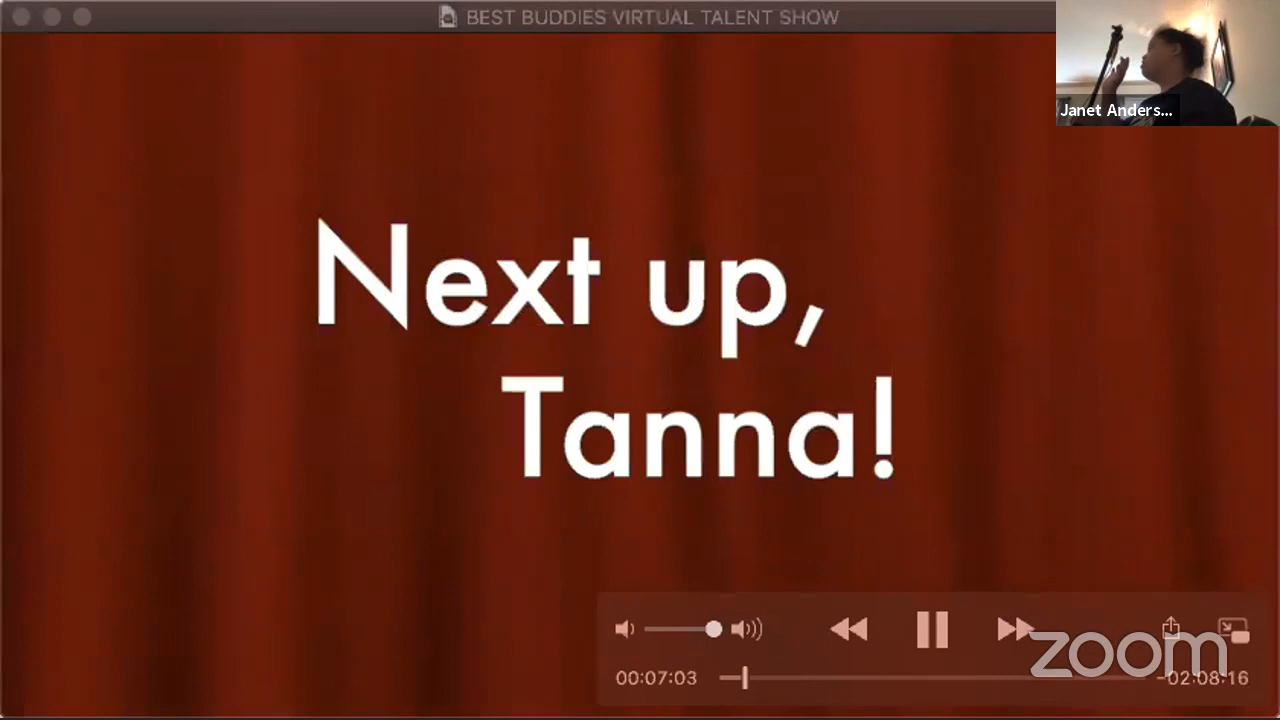 BEST BUDDIES VIRTUAL TALENT SHOW
Janet Anders...
Next up,
Tanna!
zoom
00:07:03
-02:08:16